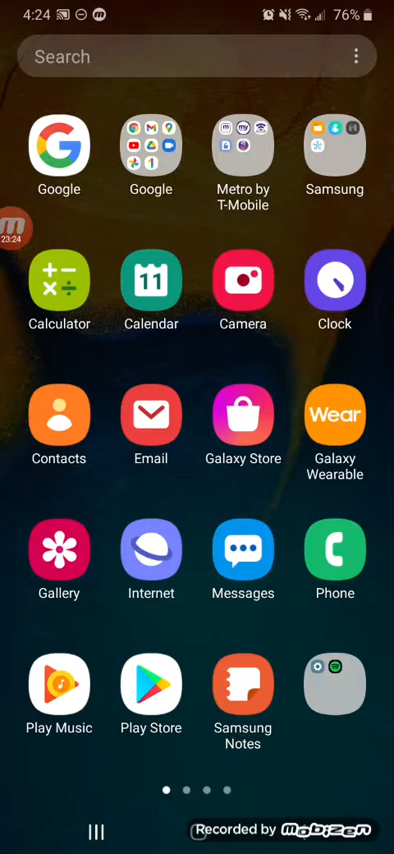 4:24
76%
Search
Google
Google
Metro by
T-Mobile
Samsung
23:24
Calculator
11
Calendar
Camera
Clock
Wear
Contacts
Email
Galaxy Store
Galaxy
Wearable
Gallery
Internet
Messages
Phone
Play Music
Play Store
Samsung
Notes
Recorded by mobizen